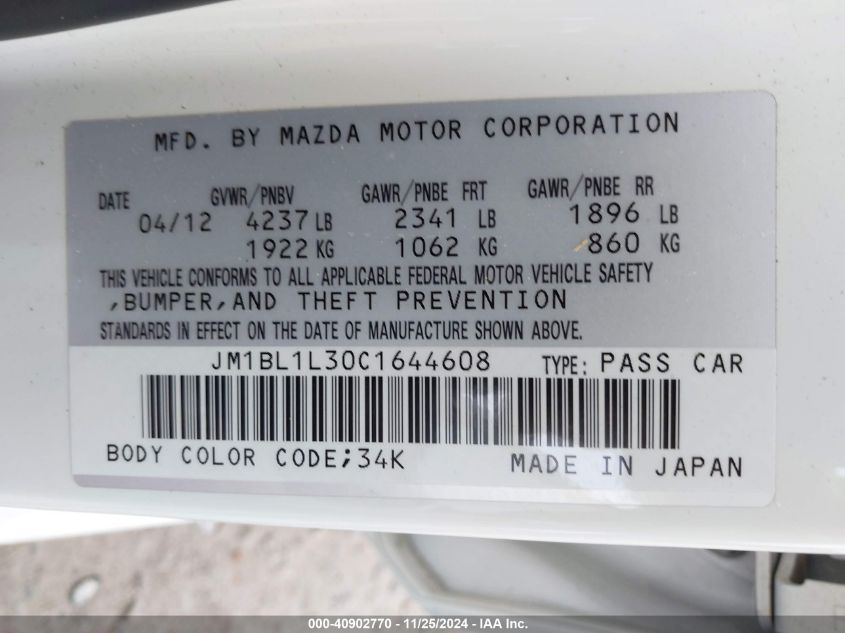 MFD. BY MAZDA MOTOR CORPORATION
DATE GVWR/PNBV GAWR/PNBE FRT GAWR/PNBE RR
04/12 4237 LB 2341 LB 1896 LB
1922 KG 1062 KG 860 KG
THIS VEHICLE CONFORMS TO ALL APPLICABLE FEDERAL MOTOR VEHICLE SAFETY
,BUMPER,AND THEFT PREVENTION
STANDARDS IN EFFECT ON THE DATE OF MANUFACTURE SHOWN ABOVE.
JM1BL1L30C1644608 TYPE: PASS CAR
BODY COLOR CODE;34K MADE IN JAPAN
000-40902770 - 11/25/2024 - IAA Inc.